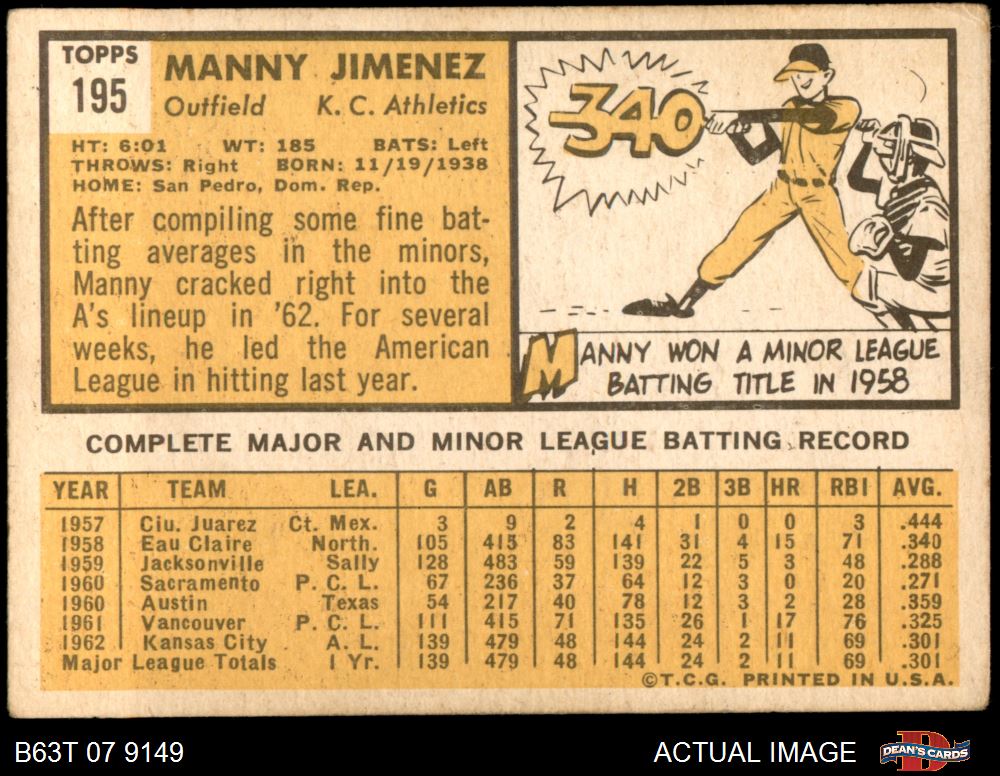 TOPPS
195
MANNY JIMENEZ
Outfield K. C. Athletics
HT: 6:01 WT: 185 BATS: Left
THROWS: Right BORN: 11/19/1938
HOME: San Pedro, Dom. Rep.
After compiling some fine bat-
ting averages in the minors,
Manny cracked right into the
A's lineup in '62. For several
weeks, he led the American
League in hitting last year.
340
MANNY WON A MINOR LEAGUE
BATTING TITLE IN 1958
COMPLETE MAJOR AND MINOR LEAGUE BATTING RECORD
YEAR TEAM LEA. G AB R H 2B 3B HR RBI AVG.
1957 Ciu. Juarez Ct. Mex. 3 9 2 4 1 0 0 3 .444
1958 Eau Claire North. 105 415 83 141 31 4 15 71 .340
1959 Jacksonville Sally 128 483 59 139 22 5 3 48 .288
1960 Sacramento P. C. L. 67 236 37 64 12 3 0 20 .271
1960 Austin Texas 54 217 40 78 12 3 2 28 .359
1961 Vancouver P. C. L. 111 415 71 135 26 1 17 76 .325
1962 Kansas City A. L. 139 479 48 144 24 2 11 69 .301
Major League Totals 1 Yr. 139 479 48 144 24 2 11 69 .301
©T.C.G. PRINTED IN U.S.A.
B63T 07 9149 ACTUAL IMAGE DEAN'S CARDS